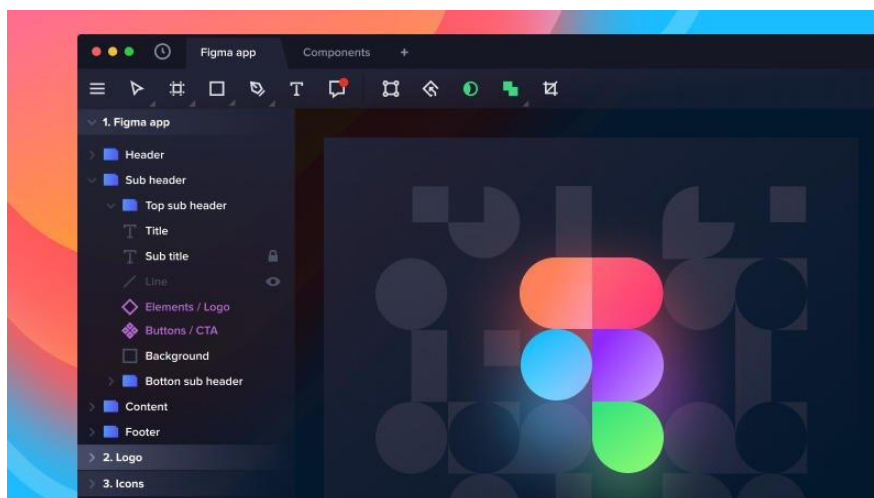 Figma app
Components
+
T
1. Figma app
Header
Sub header
Top sub header
T Title
T Sub title
Line
Elements / Logo
Buttons / CTA
Background
Botton sub header
Content
Footer
2. Logo
3. Icons